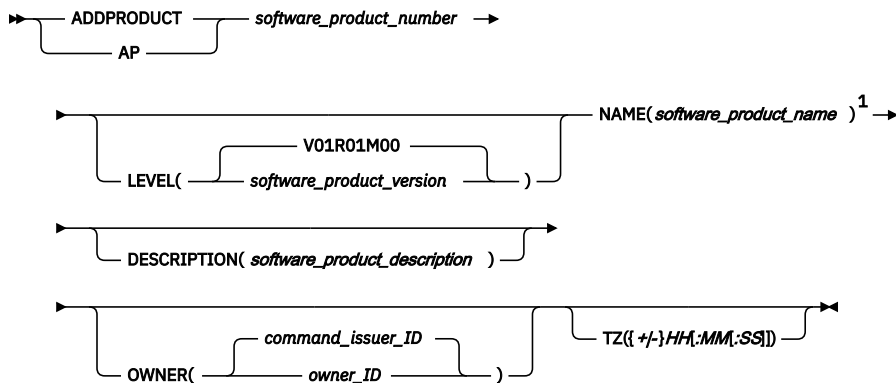 ADDPRODUCT software_product_number
AP
NAME(software_product_name )1
V01R01M00
LEVEL( software_product_version )
DESCRIPTION( software_product_description )
command_issuer_ID
TZ({ +/-}HH[:MM[:SS]])
OWNER( owner_ID )